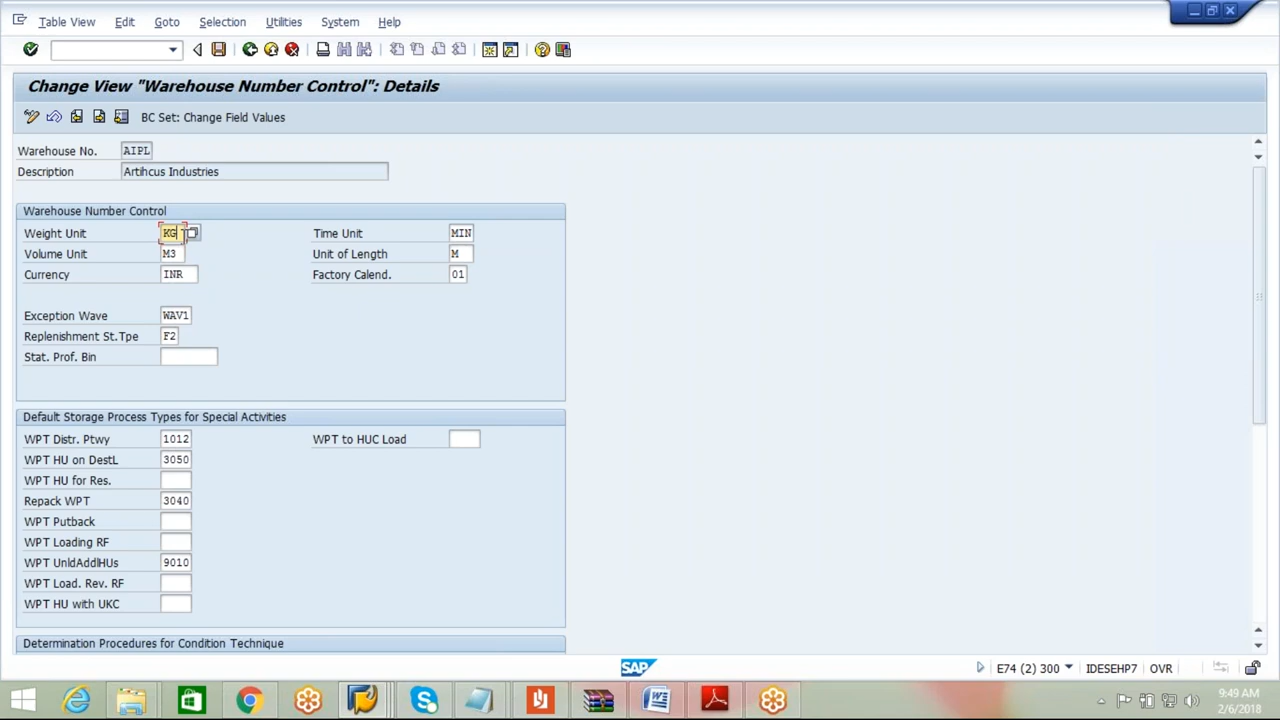 Table View Edit Goto Selection Utilities System Help
Change View "Warehouse Number Control": Details
BC Set: Change Field Values
Warehouse No. AIPL
Description Artihcus Industries
Warehouse Number Control
Weight Unit KG Time Unit MIN
Volume Unit M3 Unit of Length M
Currency INR Factory Calend. 01
Exception Wave WAV1
Replenishment St.Tpe F2
Stat. Prof. Bin
Default Storage Process Types for Special Activities
WPT Distr. Ptwy 1012 WPT to HUC Load
WPT HU on DestL 3050
WPT HU for Res.
Repack WPT 3040
WPT Putback
WPT Loading RF
WPT UnldAddlHUs 9010
WPT Load. Rev. RF
WPT HU with UKC
Determination Procedures for Condition Technique
SAP E74 (2) 300 IDESEHP7 OVR
9:49 AM
2/6/2018